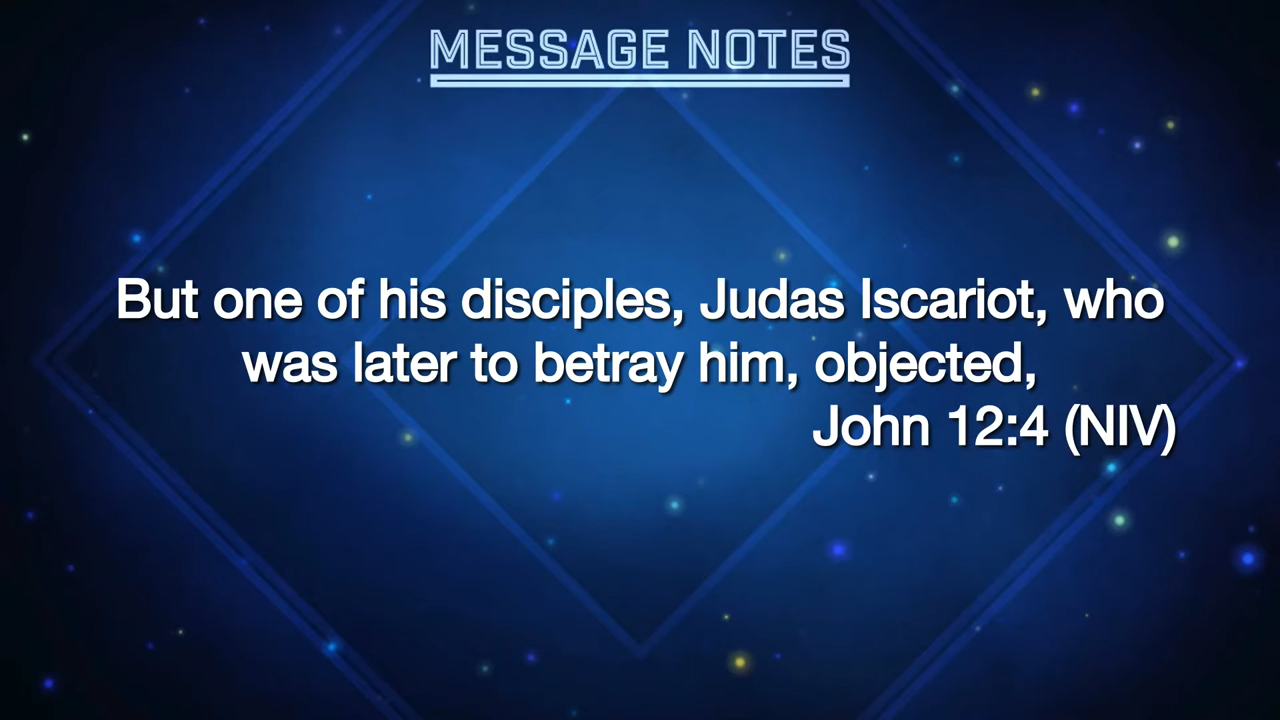 MESSAGE NOTES
But one of his disciples, Judas Iscariot, who
was later to betray him, objected,
John 12:4 (NIV)